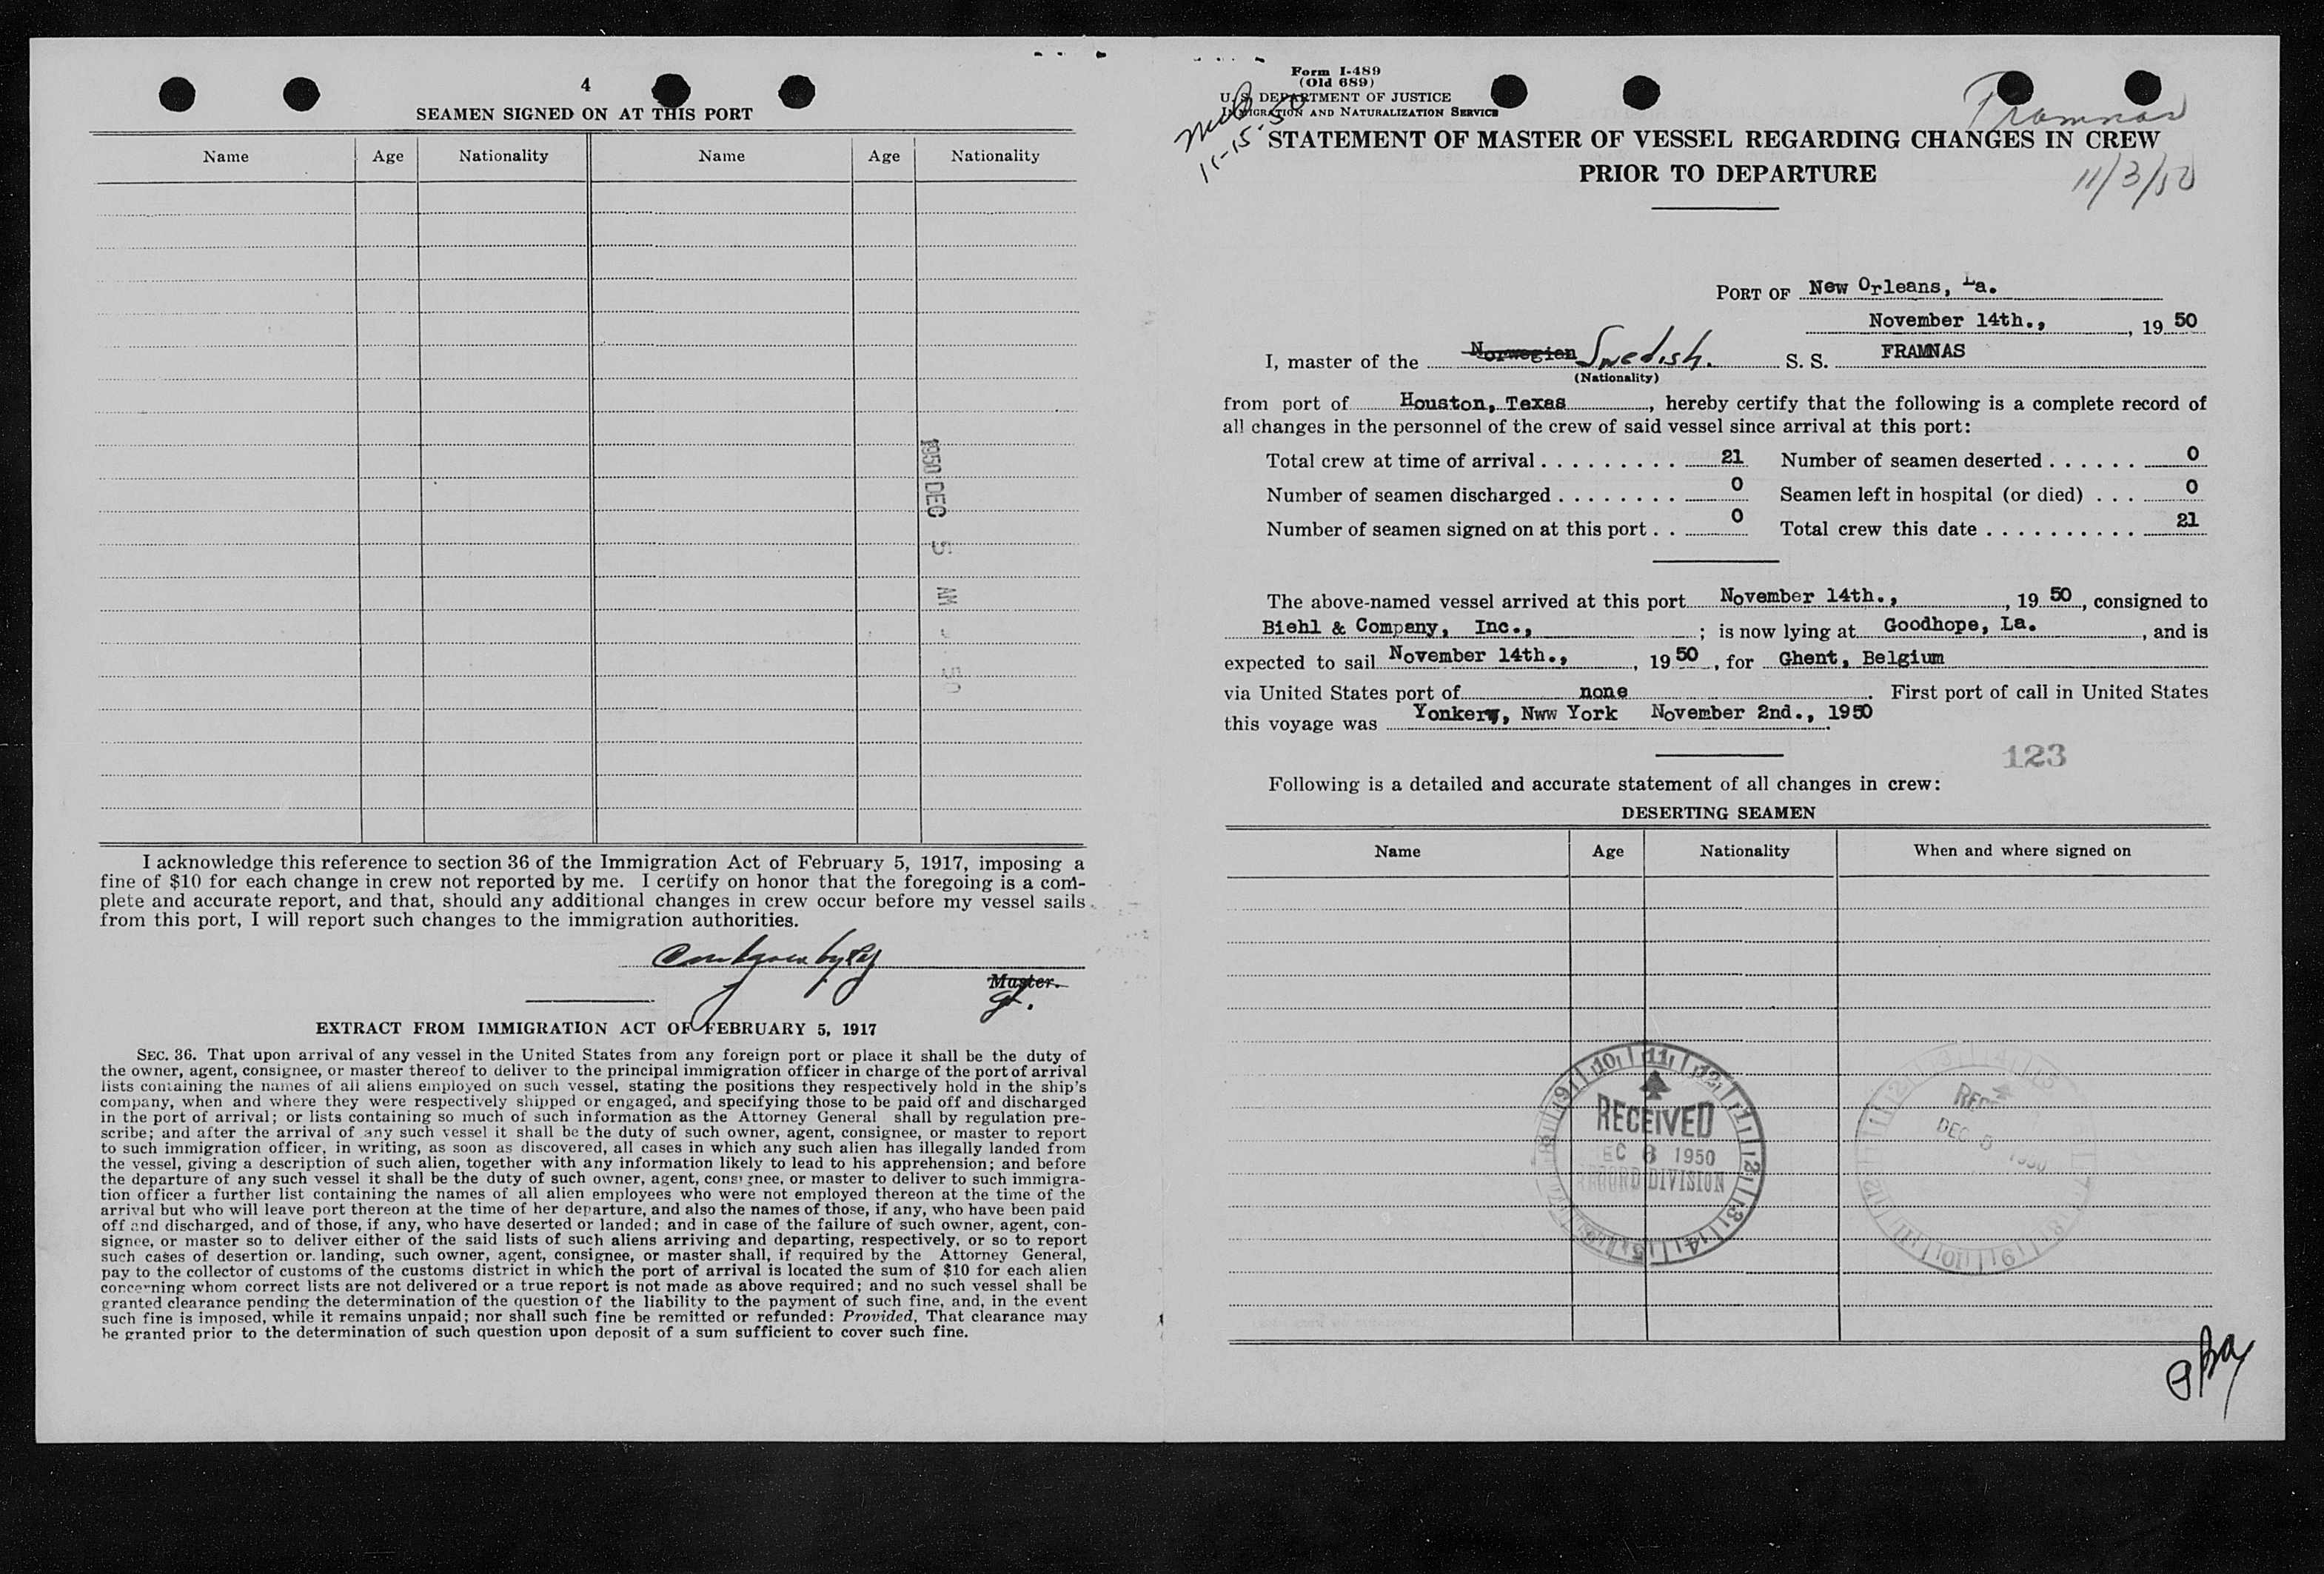 4
SEAMEN SIGNED ON AT THIS PORT
Name Age Nationality Name Age Nationality
1950 DEC 5 AM 50
I acknowledge this reference to section 36 of the Immigration Act of February 5, 1917, imposing a
fine of $10 for each change in crew not reported by me. I certify on honor that the foregoing is a com-
plete and accurate report, and that, should any additional changes in crew occur before my vessel sails
from this port, I will report such changes to the immigration authorities.
Master.
EXTRACT FROM IMMIGRATION ACT OF FEBRUARY 5, 1917
SEC. 36. That upon arrival of any vessel in the United States from any foreign port or place it shall be the duty of
the owner, agent, consignee, or master thereof to deliver to the principal immigration officer in charge of the port of arrival
lists containing the names of all aliens employed on such vessel, stating the positions they respectively hold in the ship's
company, when and where they were respectively shipped or engaged, and specifying those to be paid off and discharged
in the port of arrival; or lists containing so much of such information as the Attorney General shall by regulation pre-
scribe; and after the arrival of any such vessel it shall be the duty of such owner, agent, consignee, or master to report
to such immigration officer, in writing, as soon as discovered, all cases in which any such alien has illegally landed from
the vessel, giving a description of such alien, together with any information likely to lead to his apprehension; and before
the departure of any such vessel it shall be the duty of such owner, agent, consignee, or master to deliver to such immigra-
tion officer a further list containing the names of all alien employees who were not employed thereon at the time of the
arrival but who will leave port thereon at the time of her departure, and also the names of those, if any, who have been paid
off and discharged, and of those, if any, who have deserted or landed; and in case of the failure of such owner, agent, con-
signee, or master so to deliver either of the said lists of such aliens arriving and departing, respectively, or so to report
such cases of desertion or landing, such owner, agent, consignee, or master shall, if required by the Attorney General,
pay to the collector of customs of the customs district in which the port of arrival is located the sum of $10 for each alien
concerning whom correct lists are not delivered or a true report is not made as above required; and no such vessel shall be
granted clearance pending the determination of the question of the liability to the payment of such fine, and, in the event
such fine is imposed, while it remains unpaid; nor shall such fine be remitted or refunded: Provided, That clearance may
be granted prior to the determination of such question upon deposit of a sum sufficient to cover such fine.
Form I-489
(Old 689)
U. S. DEPARTMENT OF JUSTICE
IMMIGRATION AND NATURALIZATION SERVICE
11-15-50
Framnas
STATEMENT OF MASTER OF VESSEL REGARDING CHANGES IN CREW
PRIOR TO DEPARTURE
11/3/50
PORT OF New Orleans, La.
November 14th., , 19 50
I, master of the Norwegian Swedish. S. S. FRAMNAS
(Nationality)
from port of Houston, Texas , hereby certify that the following is a complete record of
all changes in the personnel of the crew of said vessel since arrival at this port:
Total crew at time of arrival 21 Number of seamen deserted 0
Number of seamen discharged 0 Seamen left in hospital (or died) 0
Number of seamen signed on at this port 0 Total crew this date 21
The above-named vessel arrived at this port November 14th., , 19 50 , consigned to
Biehl & Company, Inc., ; is now lying at Goodhope, La. , and is
expected to sail November 14th., , 19 50 , for Ghent, Belgium
via United States port of none . First port of call in United States
this voyage was Yonkers, Nww York November 2nd., 1950 .
123
Following is a detailed and accurate statement of all changes in crew:
DESERTING SEAMEN
Name Age Nationality When and where signed on
RECEIVED
EC 6 1950
RECORD DIVISION
DEC 1950